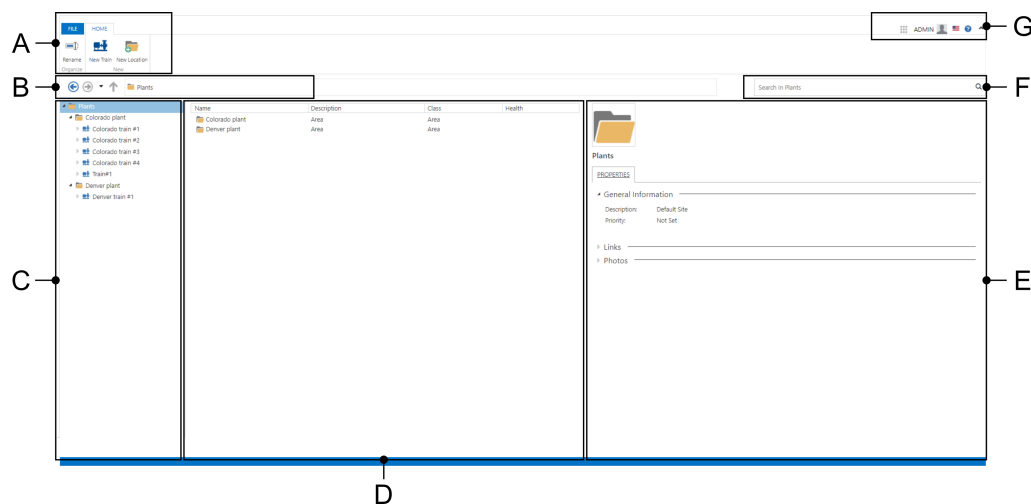 A
FILE HOME
Rename New Train New Location
Organize New
ADMIN
G
B
Plants
Search In Plants
F
Plants
Colorado plant
Colorado train #1
Colorado train #2
Colorado train #3
Colorado train #4
Train#1
Denver plant
Denver train #1
C
Name Description Class Health
Colorado plant Area Area
Denver plant Area Area
D
Plants
PROPERTIES
General Information
Description: Default Site
Priority: Not Set
Links
Photos
E